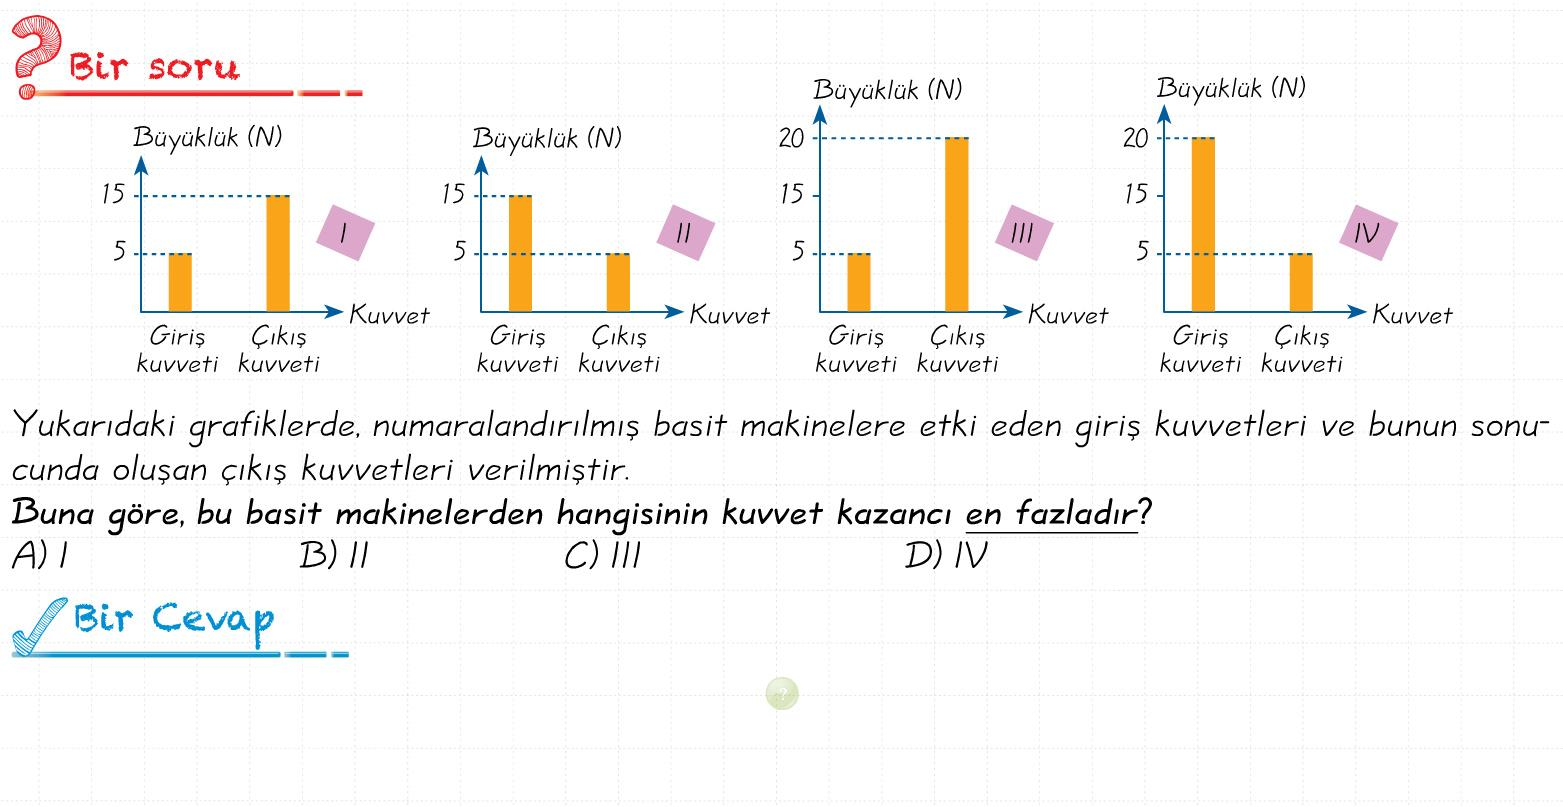 ?
Bir soru
Büyüklük (N)
15
5
I
Kuvvet
Giriş kuvveti
Çıkış kuvveti
Büyüklük (N)
15
5
II
Kuvvet
Giriş kuvveti
Çıkış kuvveti
Büyüklük (N)
20
15
5
III
Kuvvet
Giriş kuvveti
Çıkış kuvveti
Büyüklük (N)
20
15
5
IV
Kuvvet
Giriş kuvveti
Çıkış kuvveti
Yukarıdaki grafiklerde, numaralandırılmış basit makinelere etki eden giriş kuvvetleri ve bunun sonu-
cunda oluşan çıkış kuvvetleri verilmiştir.
Buna göre, bu basit makinelerden hangisinin kuvvet kazancı en fazladır?
A) I B) II C) III D) IV
Bir Cevap
?